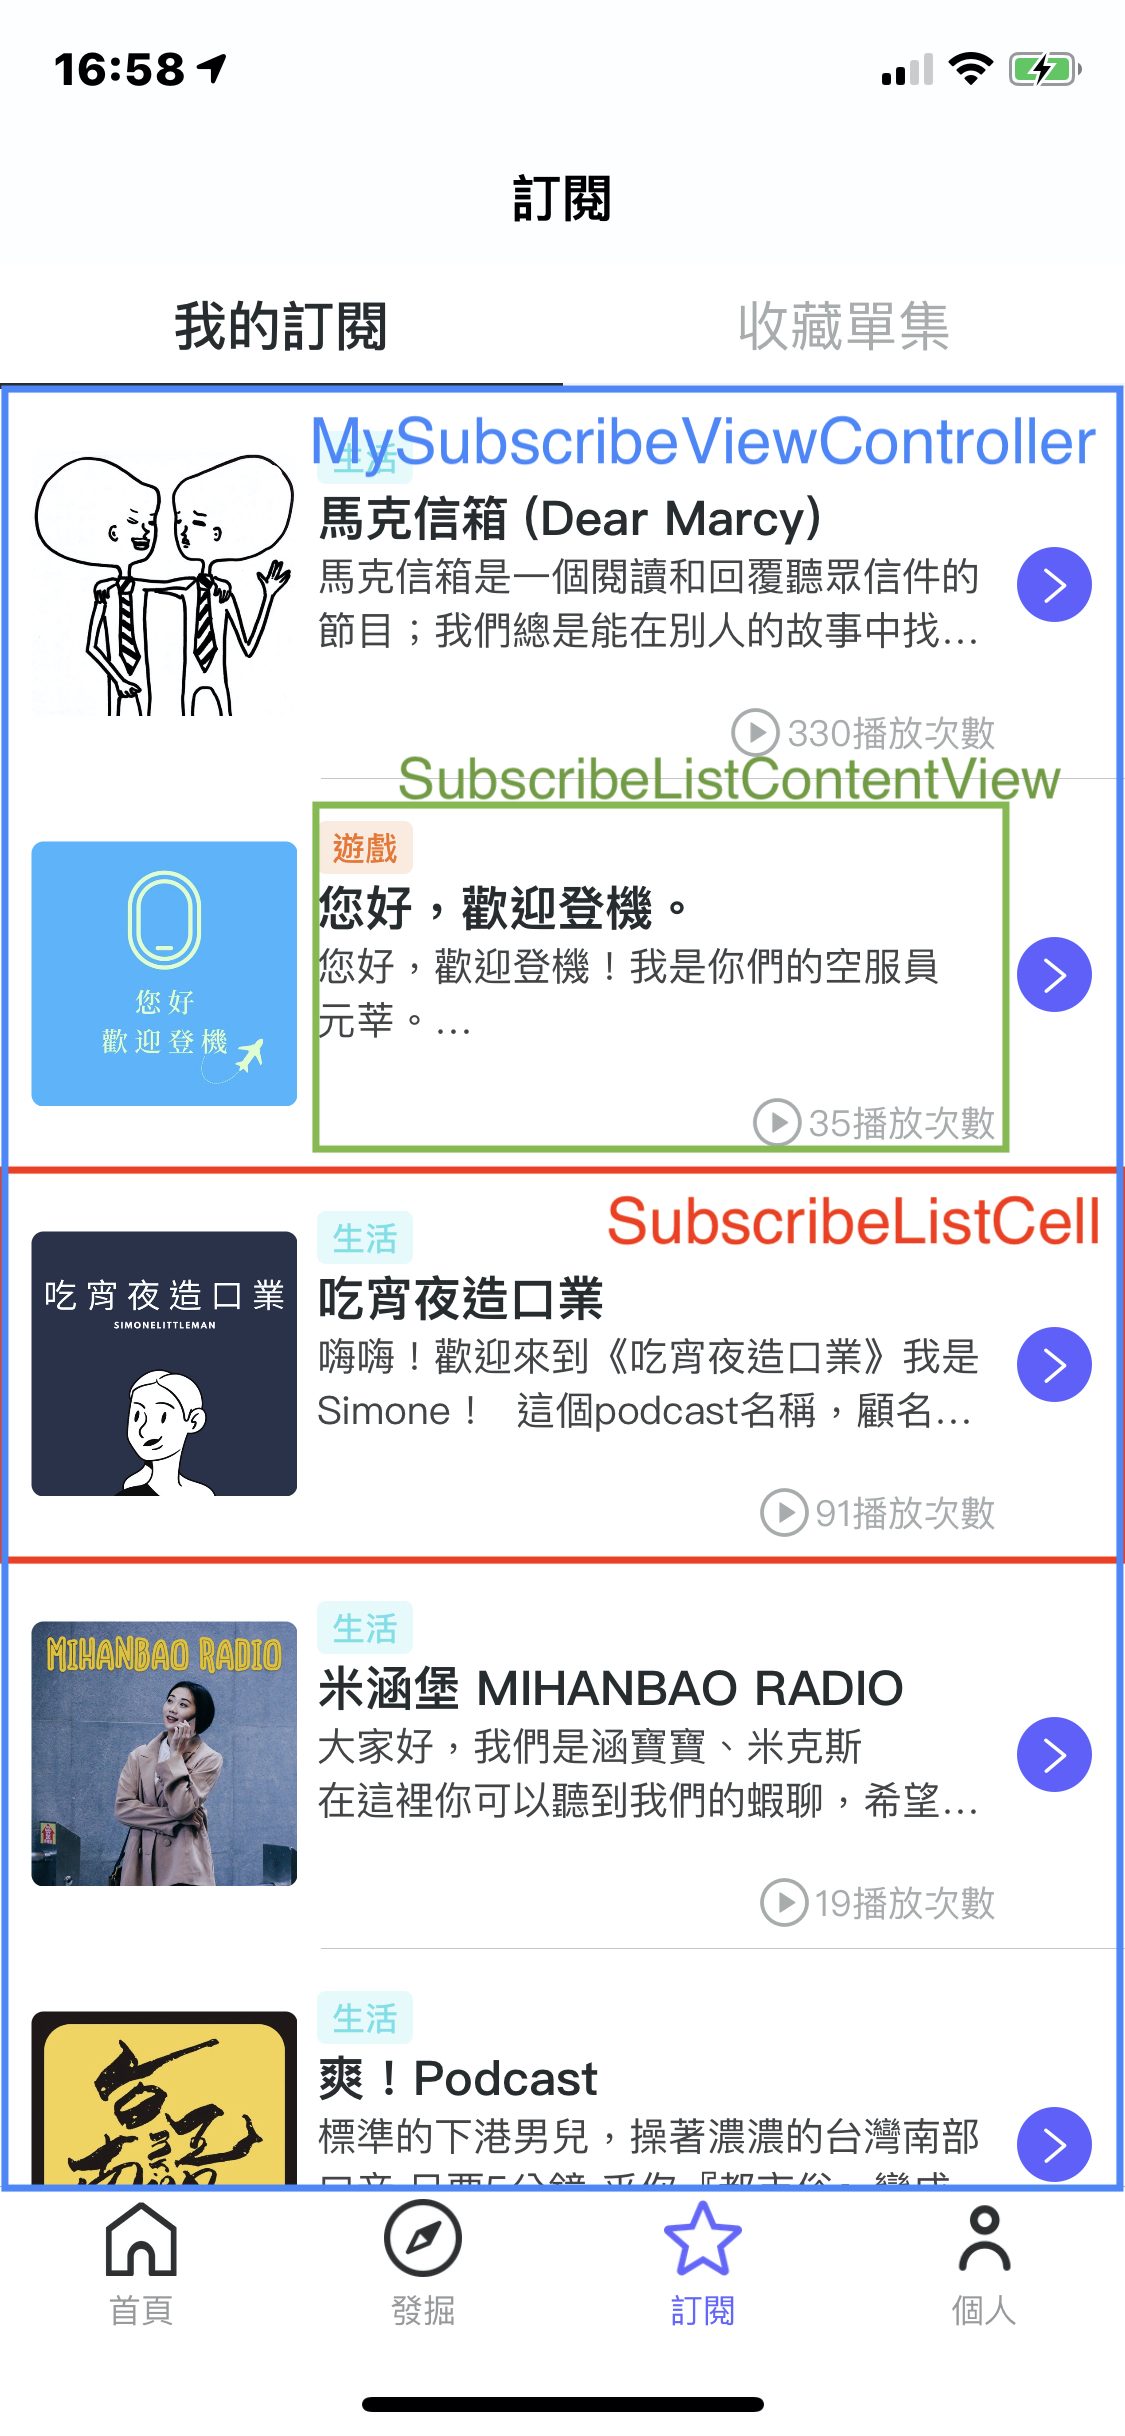 16:58
訂閱
我的訂閱
收藏單集
MySubscribeViewController
生活
馬克信箱 (Dear Marcy)
馬克信箱是一個閱讀和回覆聽眾信件的
節目；我們總是能在別人的故事中找...
330播放次數
SubscribeListContentView
您好
歡迎登機
遊戲
您好，歡迎登機。
您好，歡迎登機！我是你們的空服員
元莘。...
35播放次數
SubscribeListCell
吃宵夜造口業
SIMONELITTLEMAN
生活
吃宵夜造口業
嗨嗨！歡迎來到《吃宵夜造口業》我是
Simone！ 這個podcast名稱，顧名...
91播放次數
MIHANBAO RADIO
生活
米涵堡 MIHANBAO RADIO
大家好，我們是涵寶寶、米克斯
在這裡你可以聽到我們的蝦聊，希望...
19播放次數
生活
爽！Podcast
標準的下港男兒，操著濃濃的台灣南部
首頁
發掘
訂閱
個人